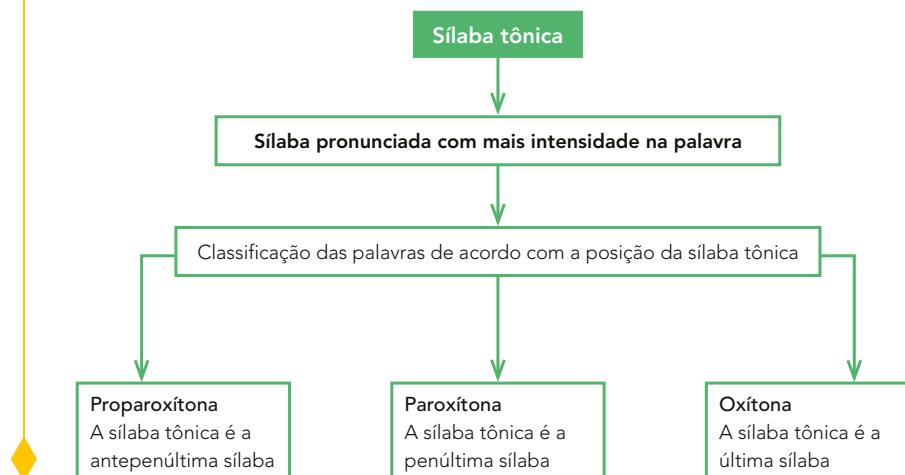 Sílaba tônica
Sílaba pronunciada com mais intensidade na palavra
Classificação das palavras de acordo com a posição da sílaba tônica
Proparoxítona
A sílaba tônica é a
antepenúltima sílaba
Paroxítona
A sílaba tônica é a
penúltima sílaba
Oxítona
A sílaba tônica é a
última sílaba